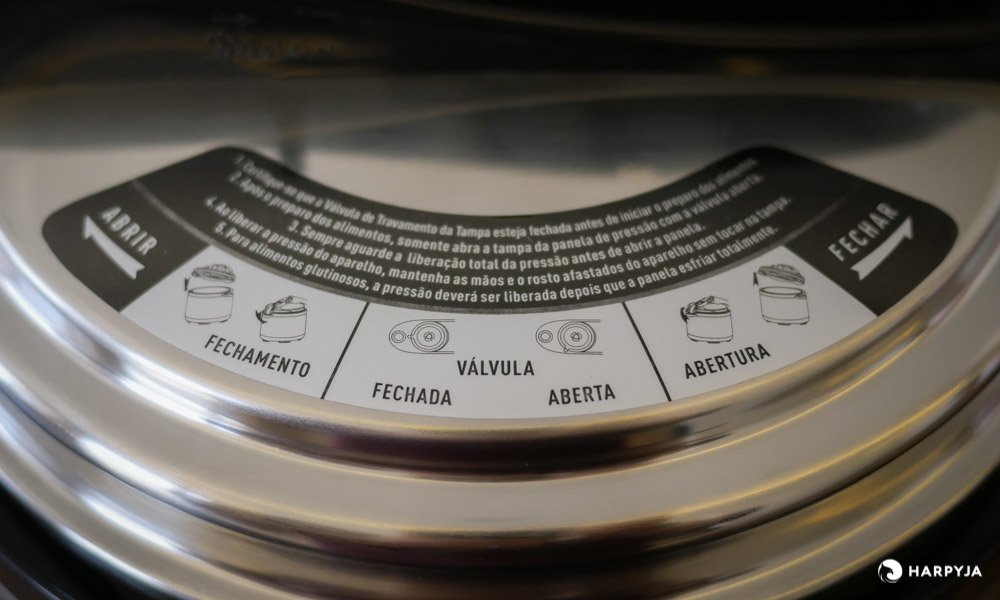 ABRIR
1. Certifique-se que a Válvula de Travamento da Tampa esteja fechada antes de iniciar o preparo dos alimentos.
2. Após o preparo dos alimentos, somente abra a tampa da panela de pressão com a válvula aberta.
3. Sempre aguarde a liberação total da pressão antes de abrir a panela.
4. Ao liberar a pressão do aparelho, mantenha as mãos e o rosto afastados do aparelho sem tocar na tampa.
5. Para alimentos glutinosos, a pressão deverá ser liberada depois que a panela esfriar totalmente.
FECHAR
FECHAMENTO
VÁLVULA
FECHADA ABERTA
ABERTURA
HARPYJA